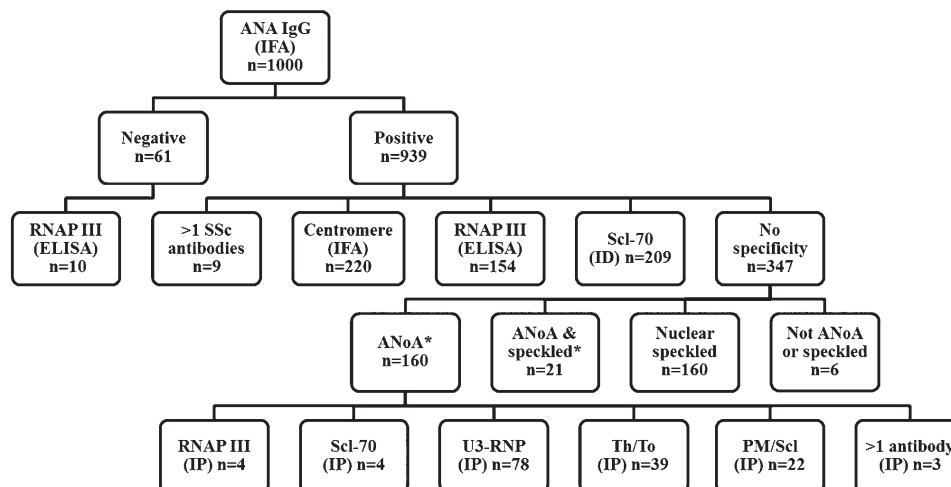 ANA IgG
(IFA)
n=1000
Negative
n=61
Positive
n=939
RNAP III
(ELISA)
n=10
>1 SSc
antibodies
n=9
Centromere
(IFA)
n=220
RNAP III
(ELISA)
n=154
Scl-70
(ID) n=209
No
specificity
n=347
ANoA*
n=160
ANoA &
speckled*
n=21
Nuclear
speckled
n=160
Not ANoA
or speckled
n=6
RNAP III
(IP) n=4
Scl-70
(IP) n=4
U3-RNP
(IP) n=78
Th/To
(IP) n=39
PM/Scl
(IP) n=22
>1 antibody
(IP) n=3